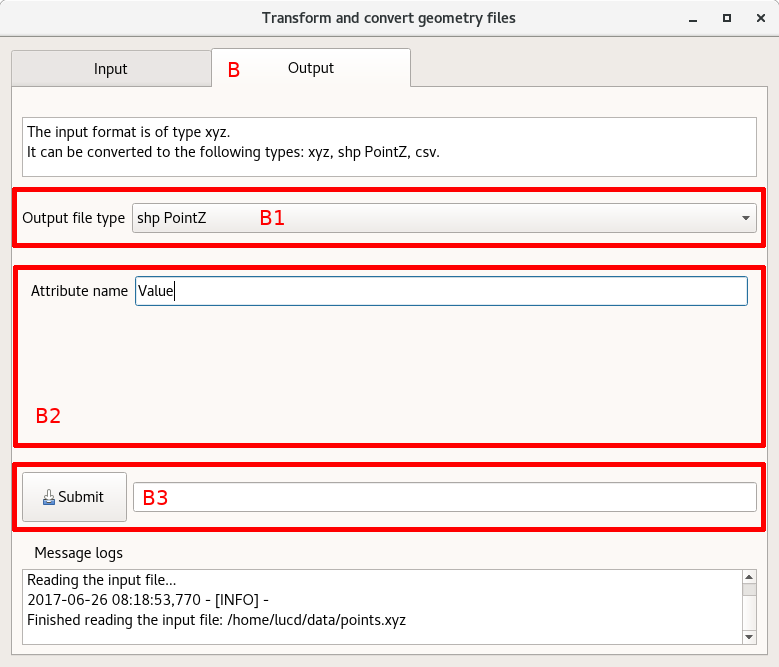 Transform and convert geometry files
Input
B
Output
The input format is of type xyz.
It can be converted to the following types: xyz, shp PointZ, csv.
Output file type shp PointZ B1
Attribute name Value
B2
Submit B3
Message logs
Reading the input file...
2017-06-26 08:18:53,770 - [INFO] -
Finished reading the input file: /home/lucd/data/points.xyz